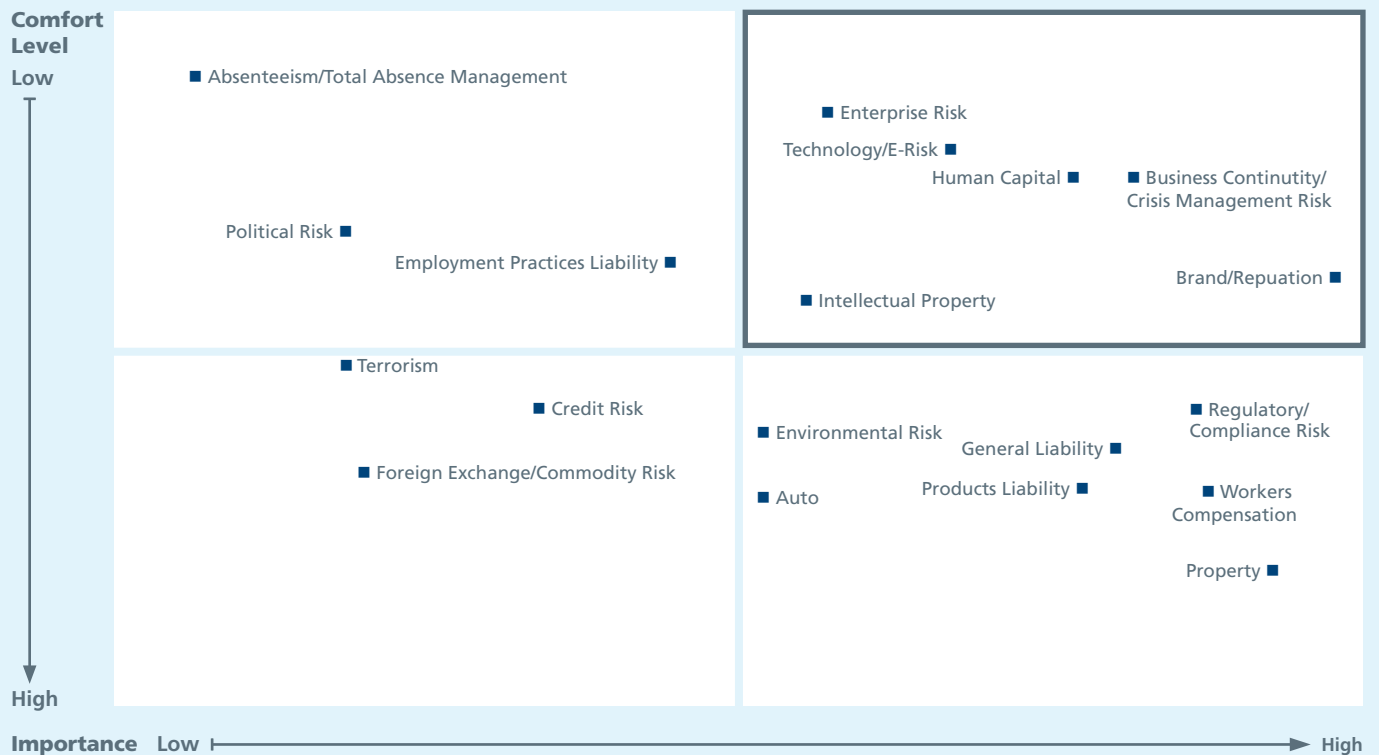 Comfort
Level
Low
Absenteeism/Total Absence Management
Political Risk
Employment Practices Liability
Enterprise Risk
Technology/E-Risk
Human Capital
Business Continutity/
Crisis Management Risk
Brand/Repuation
Intellectual Property
Terrorism
Credit Risk
Foreign Exchange/Commodity Risk
Environmental Risk
General Liability
Regulatory/
Compliance Risk
Auto
Products Liability
Workers
Compensation
Property
High
Importance Low High